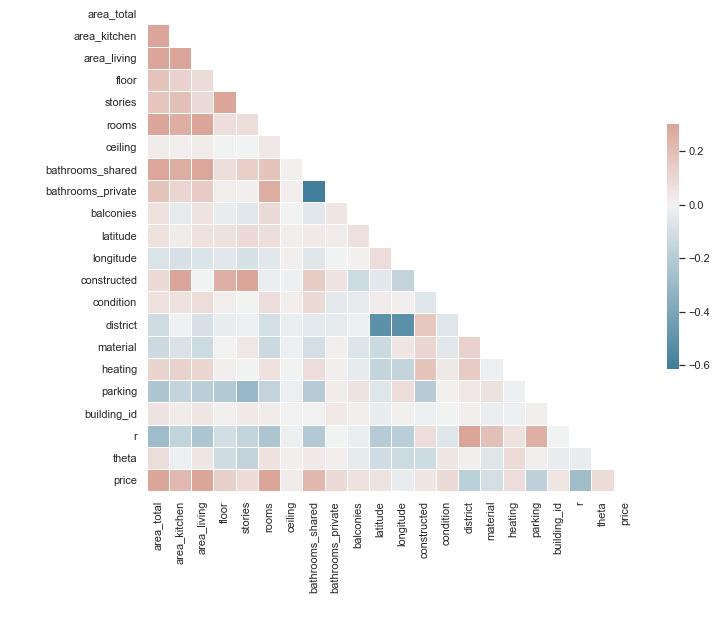 area_total
area_kitchen
area_living
floor
stories
rooms
ceiling
bathrooms_shared
bathrooms_private
balconies
latitude
longitude
constructed
condition
district
material
heating
parking
building_id
r
theta
price
0.2
0.0
−0.2
−0.4
−0.6
area_total
area_kitchen
area_living
floor
stories
rooms
ceiling
bathrooms_shared
bathrooms_private
balconies
latitude
longitude
constructed
condition
district
material
heating
parking
building_id
r
theta
price